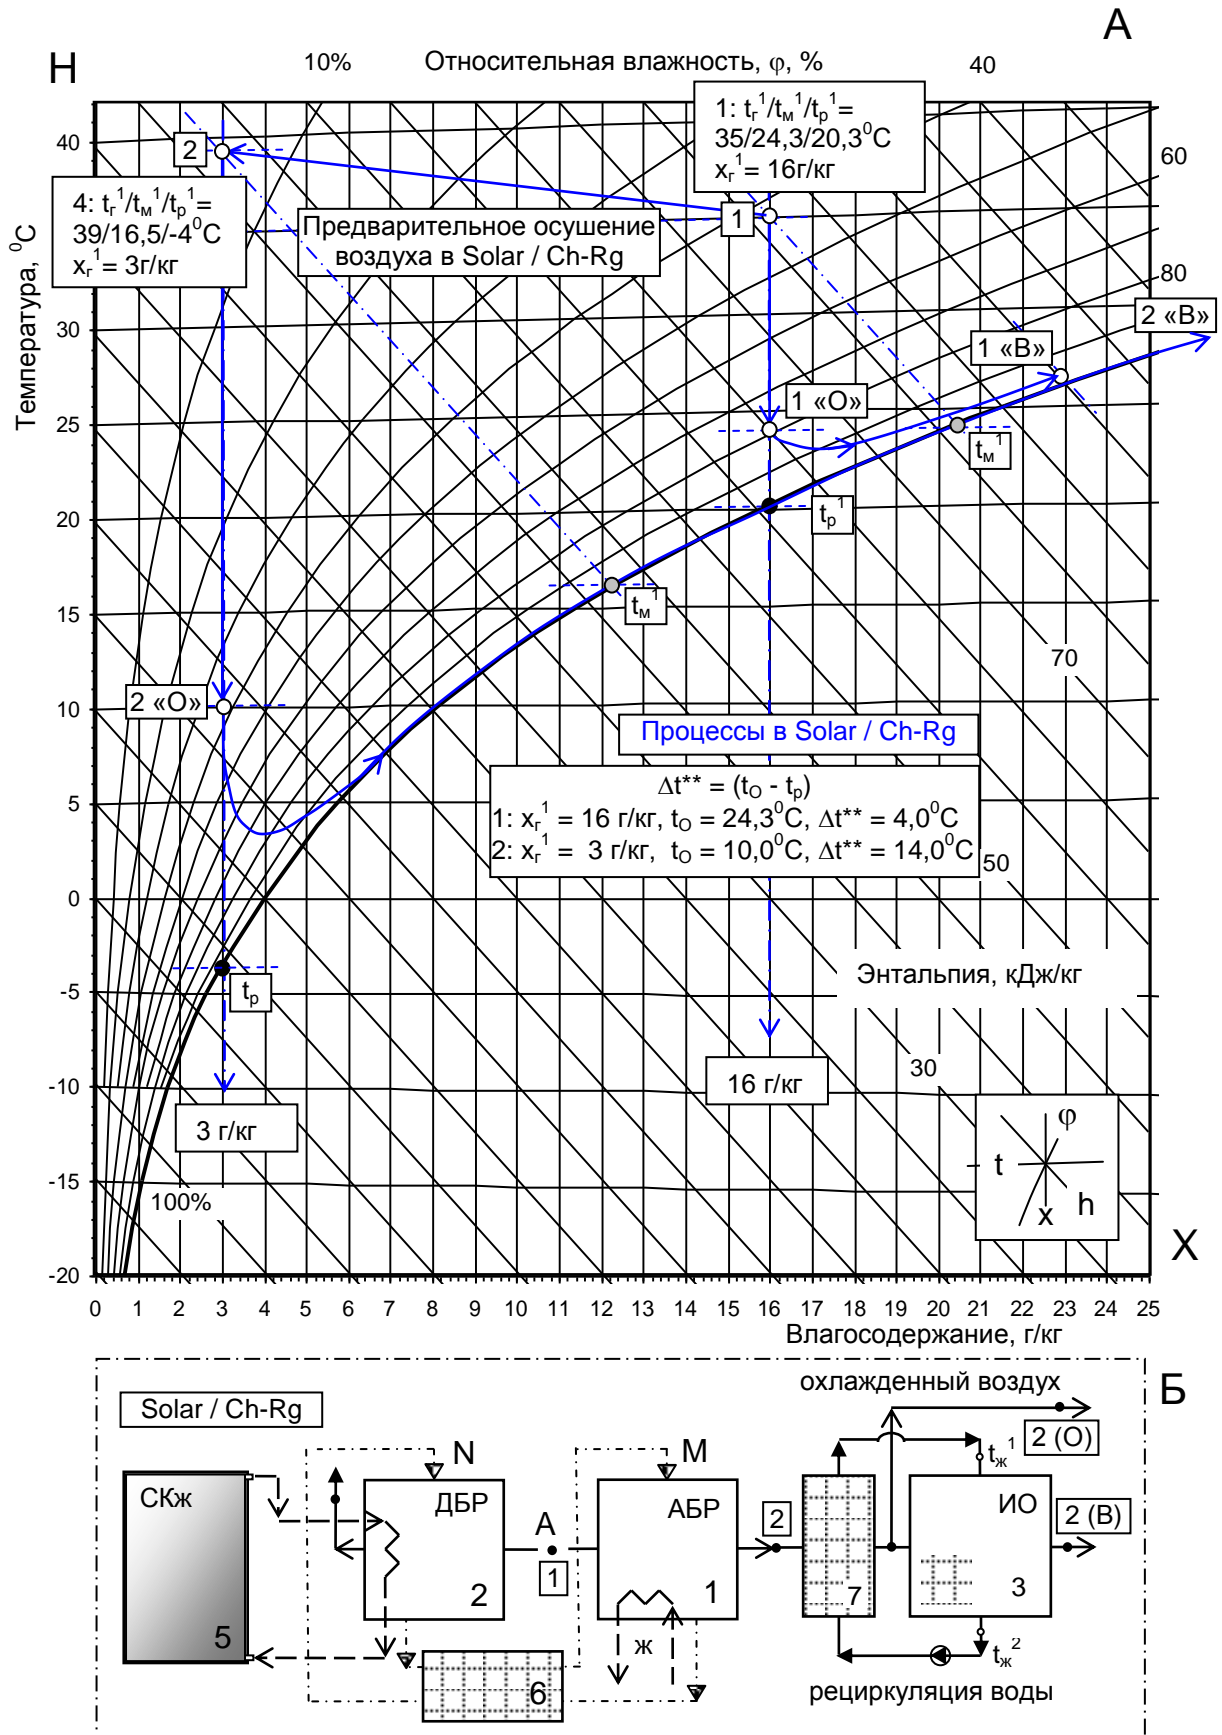 А
Н
10%
Относительная влажность, φ, %
40
1: tг¹/tм¹/tр¹=
35/24,3/20,3⁰С
хг¹= 16г/кг
40
2
60
4: tг¹/tм¹/tр¹=
39/16,5/-4⁰С
хг¹= 3г/кг
Предварительное осушение
воздуха в Solar / Ch-Rg
1
80
2 «В»
Температура, ⁰С
30
1 «В»
1 «О»
25
tм¹
20
tр¹
15
tм¹
70
2 «О»
10
Процессы в Solar / Ch-Rg
Δt** = (tО - tр)
1: хг¹ = 16 г/кг, tО = 24,3⁰С, Δt** = 4,0⁰С
2: хг¹ = 3 г/кг, tО = 10,0⁰С, Δt** = 14,0⁰С
5
50
0
Энтальпия, кДж/кг
-5
tр
30
-10
16 г/кг
3 г/кг
φ
t
h
х
-15
100%
Х
-20
0 1 2 3 4 5 6 7 8 9 10 11 12 13 14 15 16 17 18 19 20 21 22 23 24 25
Влагосодержание, г/кг
охлажденный воздух
Б
Solar / Ch-Rg
2 (О)
N
М
tж¹
СКж
ДБР
АБР
ИО
А
2
2 (В)
1
2
1
7
3
5
ж
6
tж²
рециркуляция воды